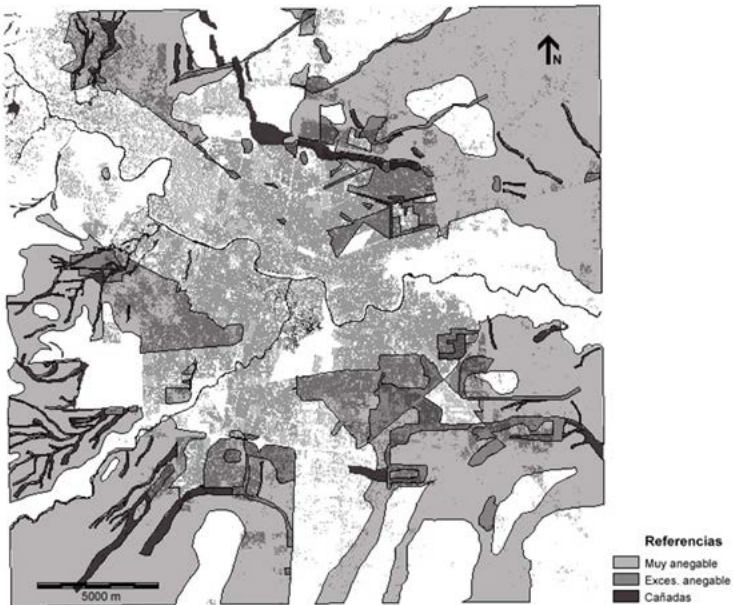 N
5000 m
Referencias
Muy anegable
Exces. anegable
Cañadas